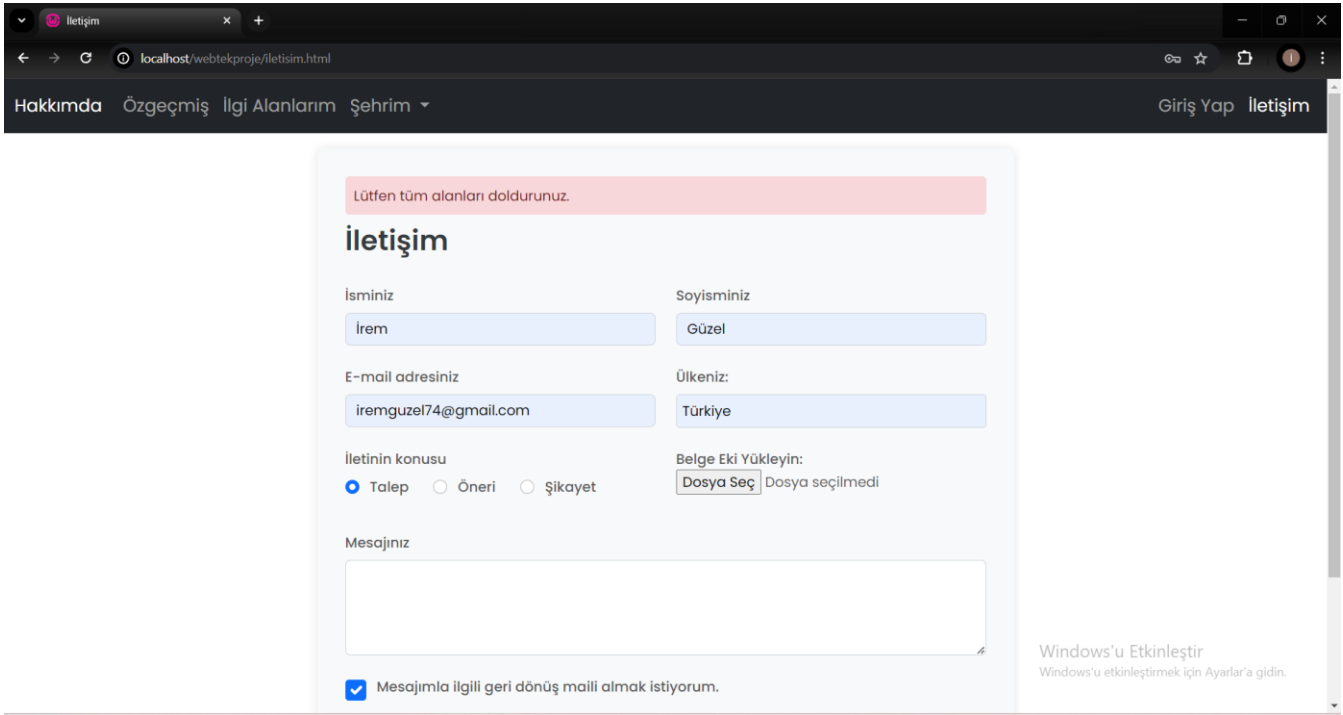 İletişim
localhost/webtekproje/iletisim.html
Hakkımda Özgeçmiş İlgi Alanlarım Şehrim Giriş Yap İletişim
Lütfen tüm alanları doldurunuz.
İletişim
İsminiz Soyisminiz
İrem Güzel
E-mail adresiniz Ülkeniz:
iremguzel74@gmail.com Türkiye
İletinin konusu Belge Eki Yükleyin:
Talep Öneri Şikayet Dosya Seç Dosya seçilmedi
Mesajınız
Windows'u Etkinleştir
Windows'u etkinleştirmek için Ayarlar'a gidin.
Mesajımla ilgili geri dönüş maili almak istiyorum.